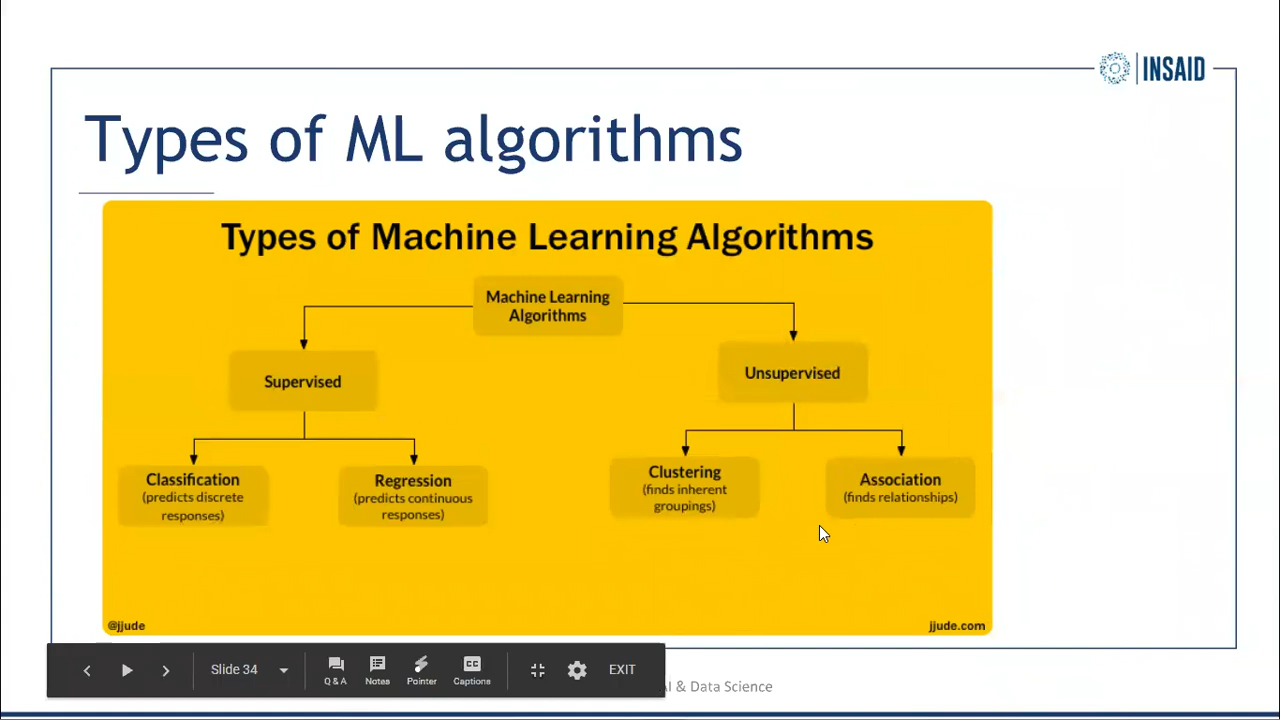 INSAID
Types of ML algorithms
Types of Machine Learning Algorithms
Machine Learning
Algorithms
Supervised
Unsupervised
Classification
(predicts discrete
responses)
Regression
(predicts continuous
responses)
Clustering
(finds inherent
groupings)
Association
(finds relationships)
@jjude
jjude.com
Slide 34
Q & A
Notes
Pointer
CC
Captions
EXIT
AI & Data Science